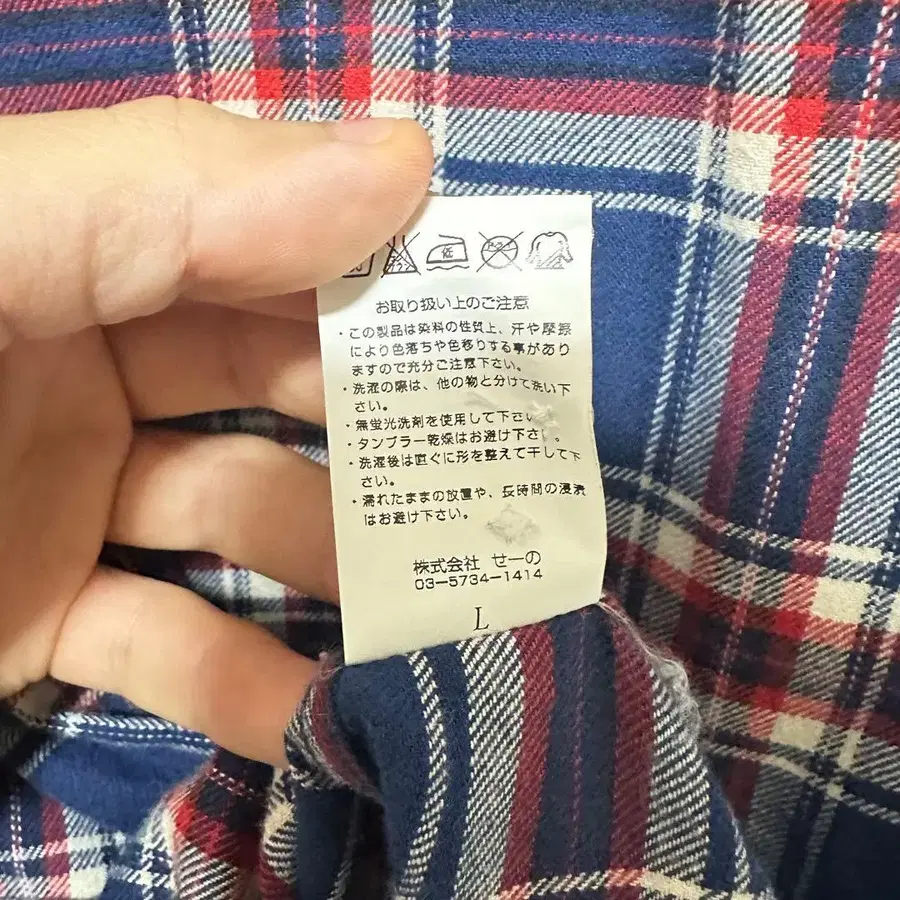 低
お取り扱い上のご注意
・この製品は染料の性質上、汗や摩擦
により色落ちや色移りする事があり
ますので充分ご注意下さい。
・洗濯の際は、他の物と分けて洗い下
さい。
・無蛍光洗剤を使用して下さい。
・タンブラー乾燥はお避け下さい。
・洗濯後は直ぐに形を整えて干して下
さい。
・濡れたままの放置や、長時間の浸漬
はお避け下さい。
株式会社 せーの
03-5734-1414
L